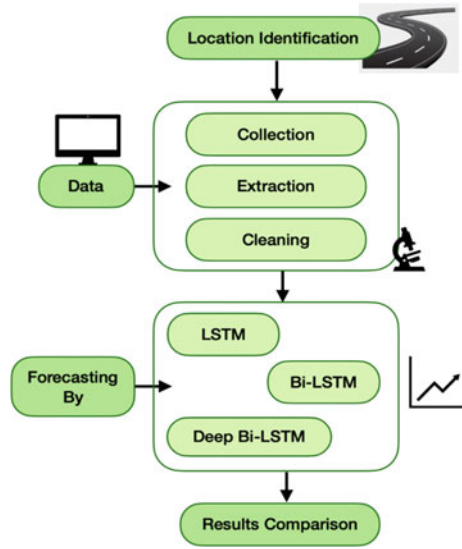 Location Identification
Collection
Data
Extraction
Cleaning
LSTM
Forecasting
By
Bi-LSTM
Deep Bi-LSTM
Results Comparison